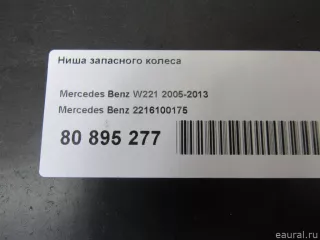 Ниша запасного колеса
Mercedes Benz W221 2005-2013
Mercedes Benz 2216100175
80 895 277
eaural.ru